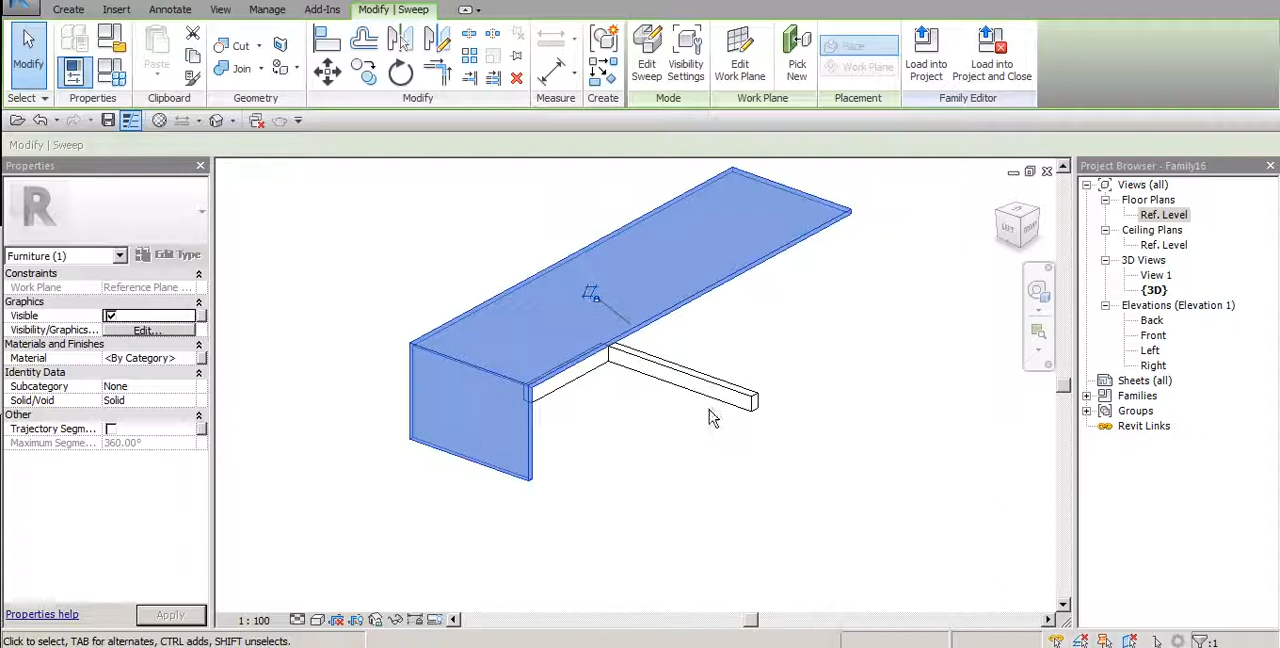 Create Insert Annotate View Manage Add-Ins Modify | Sweep
Cut
Paste
Join
Edit Sweep
Visibility Settings
Edit Work Plane
Pick New
Face
Work Plane
Load into Project
Load into Project and Close
Modify
Select Properties Clipboard Geometry Modify Measure Create Mode Work Plane Placement Family Editor
Modify | Sweep
Properties
R
Furniture (1) Edit Type
Constraints
Work Plane Reference Plane ...
Graphics
Visible
Visibility/Graphics... Edit...
Materials and Finishes
Material <By Category>
Identity Data
Subcategory None
Solid/Void Solid
Other
Trajectory Segm...
Maximum Segme... 360.00°
Properties help Apply
LEFT
1 : 100
Project Browser - Family16
Views (all)
Floor Plans
Ref. Level
Ceiling Plans
Ref. Level
3D Views
View 1
{3D}
Elevations (Elevation 1)
Back
Front
Left
Right
Sheets (all)
Families
Groups
Revit Links
Click to select, TAB for alternates, CTRL adds, SHIFT unselects.
:1